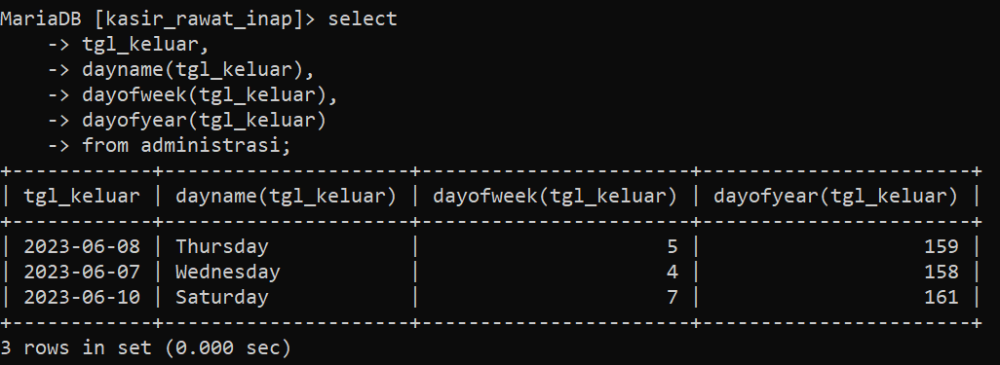 MariaDB [kasir_rawat_inap]> select
    -> tgl_keluar,
    -> dayname(tgl_keluar),
    -> dayofweek(tgl_keluar),
    -> dayofyear(tgl_keluar)
    -> from administrasi;
+------------+---------------------+-----------------------+-----------------------+
| tgl_keluar | dayname(tgl_keluar) | dayofweek(tgl_keluar) | dayofyear(tgl_keluar) |
+------------+---------------------+-----------------------+-----------------------+
| 2023-06-08 | Thursday            |                     5 |                   159 |
| 2023-06-07 | Wednesday           |                     4 |                   158 |
| 2023-06-10 | Saturday            |                     7 |                   161 |
+------------+---------------------+-----------------------+-----------------------+
3 rows in set (0.000 sec)